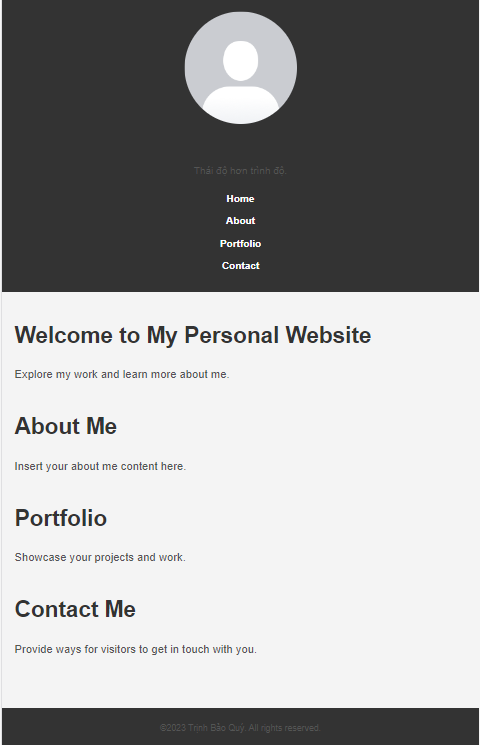 Thái độ hơn trình độ.
Home
About
Portfolio
Contact
Welcome to My Personal Website
Explore my work and learn more about me.
About Me
Insert your about me content here.
Portfolio
Showcase your projects and work.
Contact Me
Provide ways for visitors to get in touch with you.
©2023 Trịnh Bảo Quý. All rights reserved.